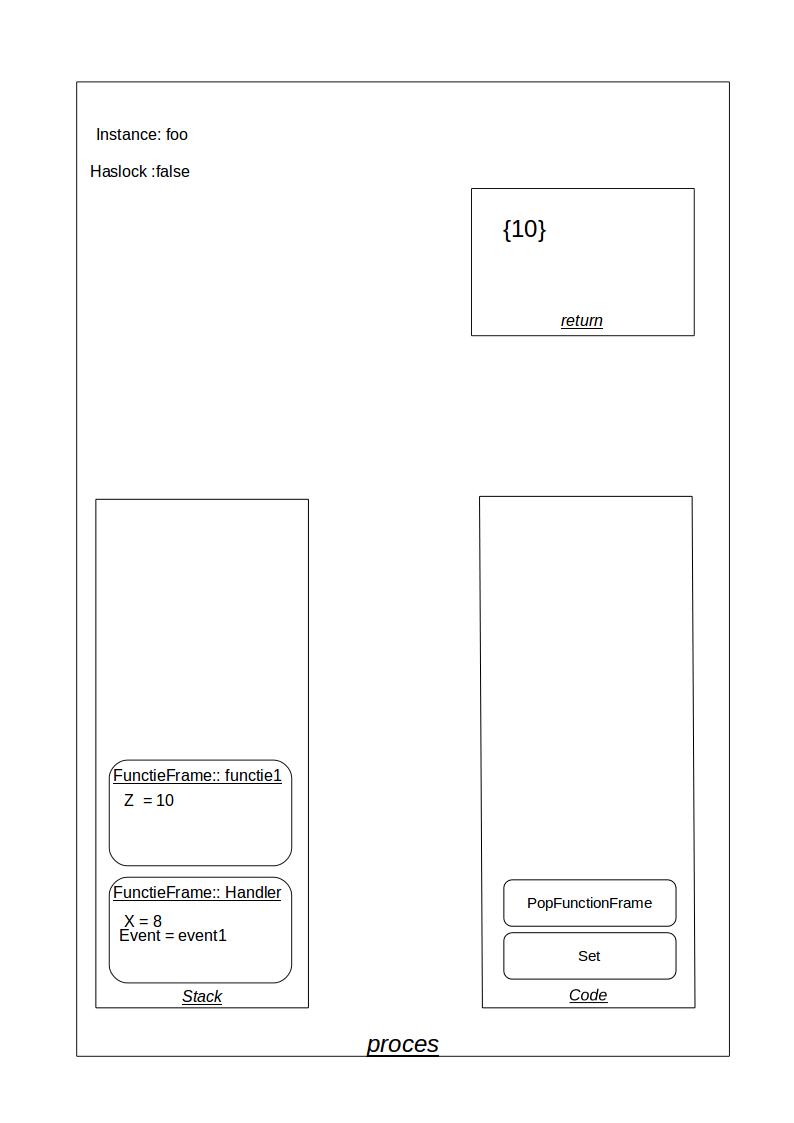 Instance: foo
Haslock :false
{10}
return
FunctieFrame:: functie1
Z  = 10
FunctieFrame:: Handler
X = 8
Event = event1
Stack
PopFunctionFrame
Set
Code
proces